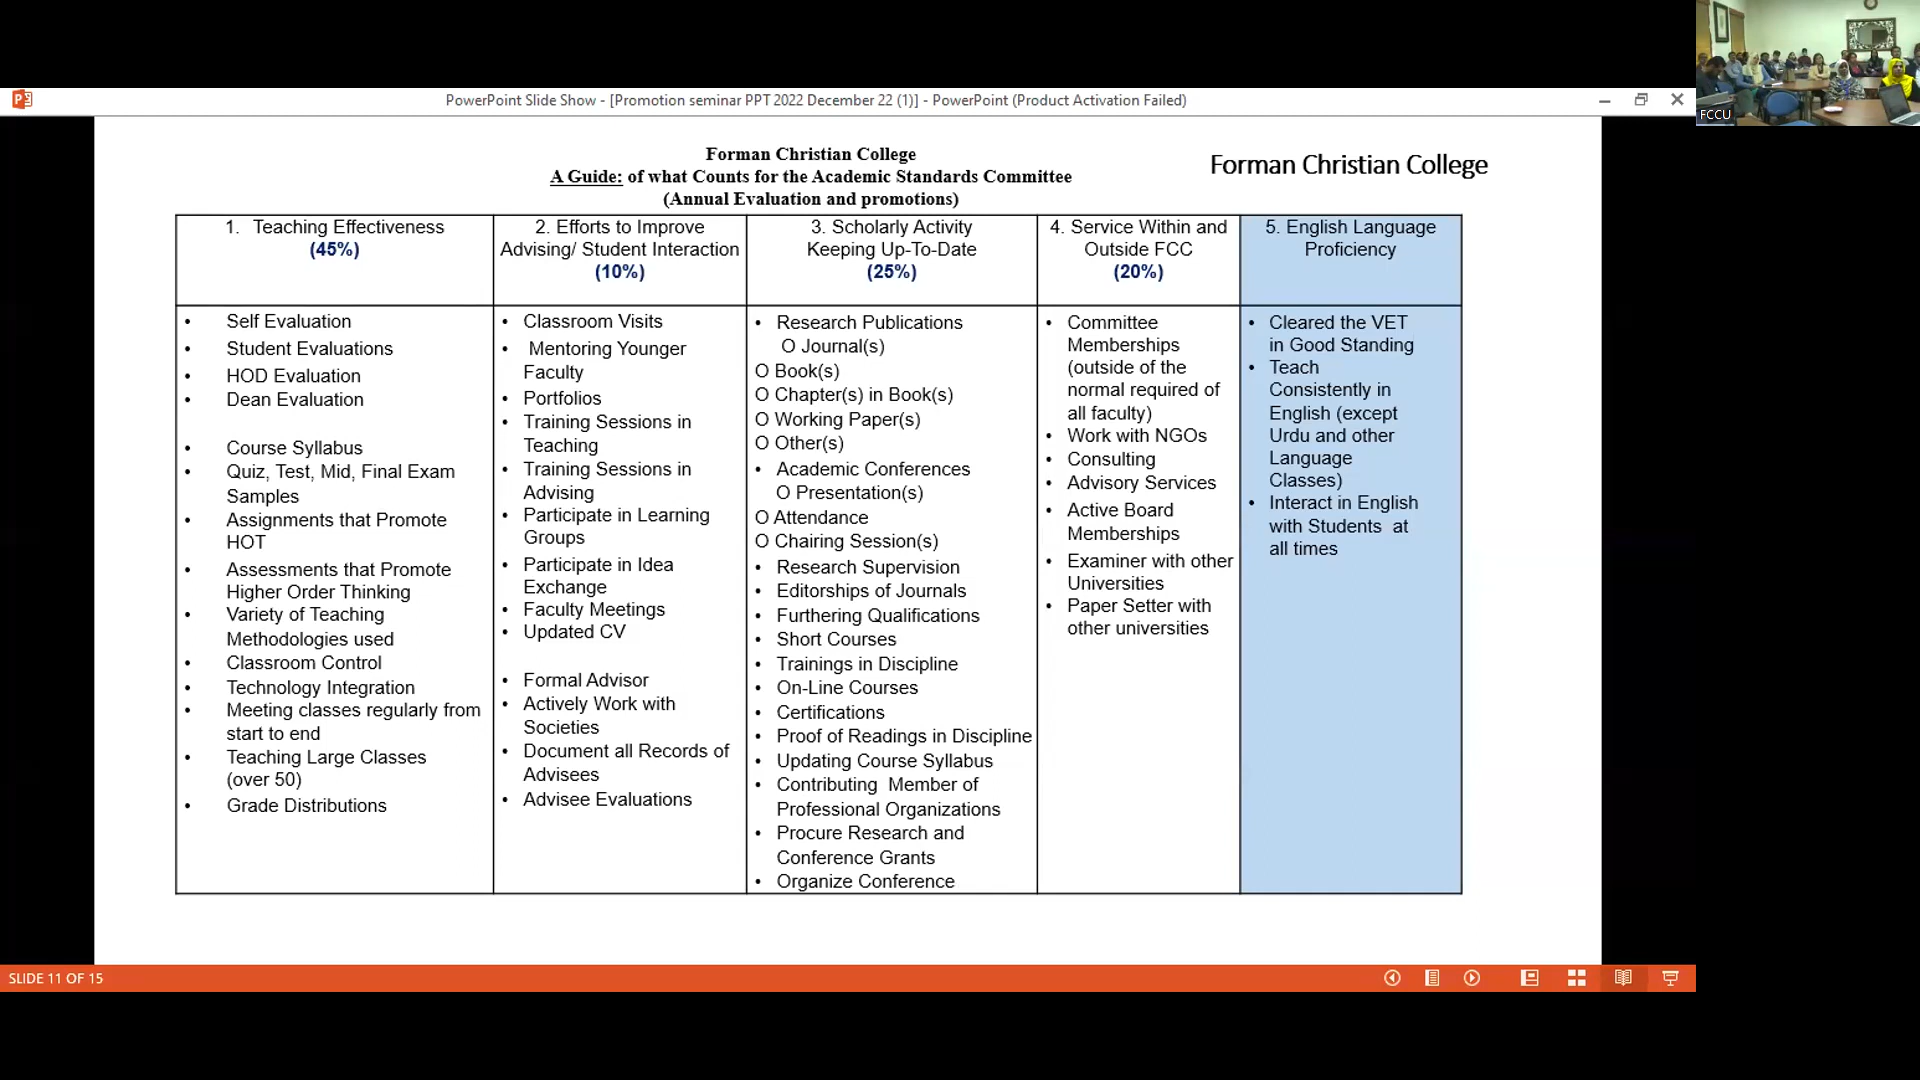 PowerPoint Slide Show - [Promotion seminar PPT 2022 December 22 (1)] - PowerPoint (Product Activation Failed)
FCCU
Forman Christian College
A Guide: of what Counts for the Academic Standards Committee
(Annual Evaluation and promotions)
Forman Christian College
1. Teaching Effectiveness
(45%)
Self Evaluation
Student Evaluations
HOD Evaluation
Dean Evaluation
Course Syllabus
Quiz, Test, Mid, Final Exam
Samples
Assignments that Promote
HOT
Assessments that Promote
Higher Order Thinking
Variety of Teaching
Methodologies used
Classroom Control
Technology Integration
Meeting classes regularly from
start to end
Teaching Large Classes
(over 50)
Grade Distributions
2. Efforts to Improve
Advising/ Student Interaction
(10%)
Classroom Visits
Mentoring Younger
Faculty
Portfolios
Training Sessions in
Teaching
Training Sessions in
Advising
Participate in Learning
Groups
Participate in Idea
Exchange
Faculty Meetings
Updated CV
Formal Advisor
Actively Work with
Societies
Document all Records of
Advisees
Advisee Evaluations
3. Scholarly Activity
Keeping Up-To-Date
(25%)
Research Publications
O Journal(s)
O Book(s)
O Chapter(s) in Book(s)
O Working Paper(s)
O Other(s)
Academic Conferences
O Presentation(s)
O Attendance
O Chairing Session(s)
Research Supervision
Editorships of Journals
Furthering Qualifications
Short Courses
Trainings in Discipline
On-Line Courses
Certifications
Proof of Readings in Discipline
Updating Course Syllabus
Contributing Member of
Professional Organizations
Procure Research and
Conference Grants
Organize Conference
4. Service Within and
Outside FCC
(20%)
Committee
Memberships
(outside of the
normal required of
all faculty)
Work with NGOs
Consulting
Advisory Services
Active Board
Memberships
Examiner with other
Universities
Paper Setter with
other universities
5. English Language
Proficiency
Cleared the VET
in Good Standing
Teach
Consistently in
English (except
Urdu and other
Language
Classes)
Interact in English
with Students at
all times
SLIDE 11 OF 15